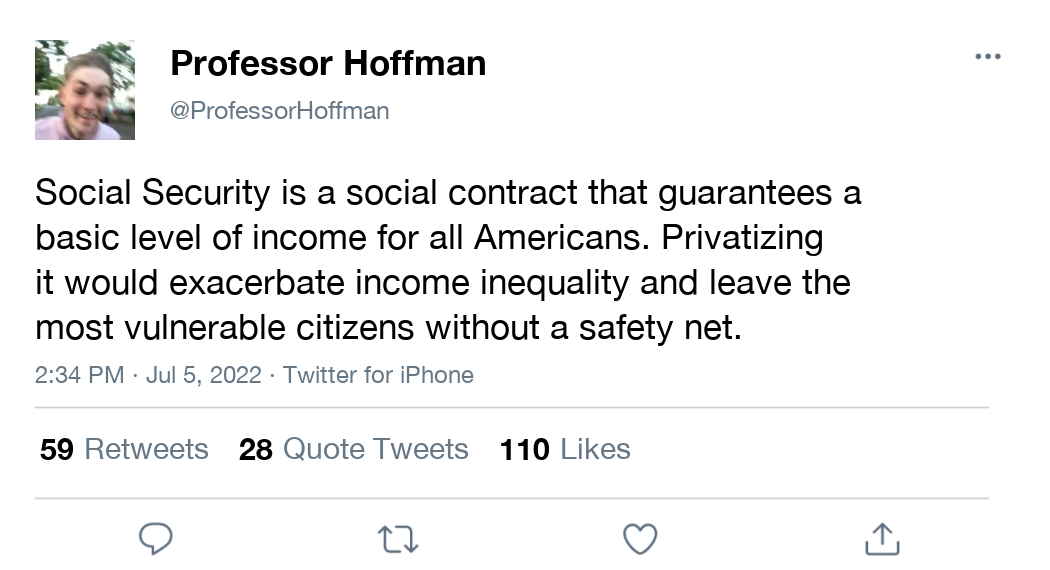 Professor Hoffman
@ProfessorHoffman
Social Security is a social contract that guarantees a
basic level of income for all Americans. Privatizing
it would exacerbate income inequality and leave the
most vulnerable citizens without a safety net.
2:34 PM · Jul 5, 2022 · Twitter for iPhone
59 Retweets 28 Quote Tweets 110 Likes